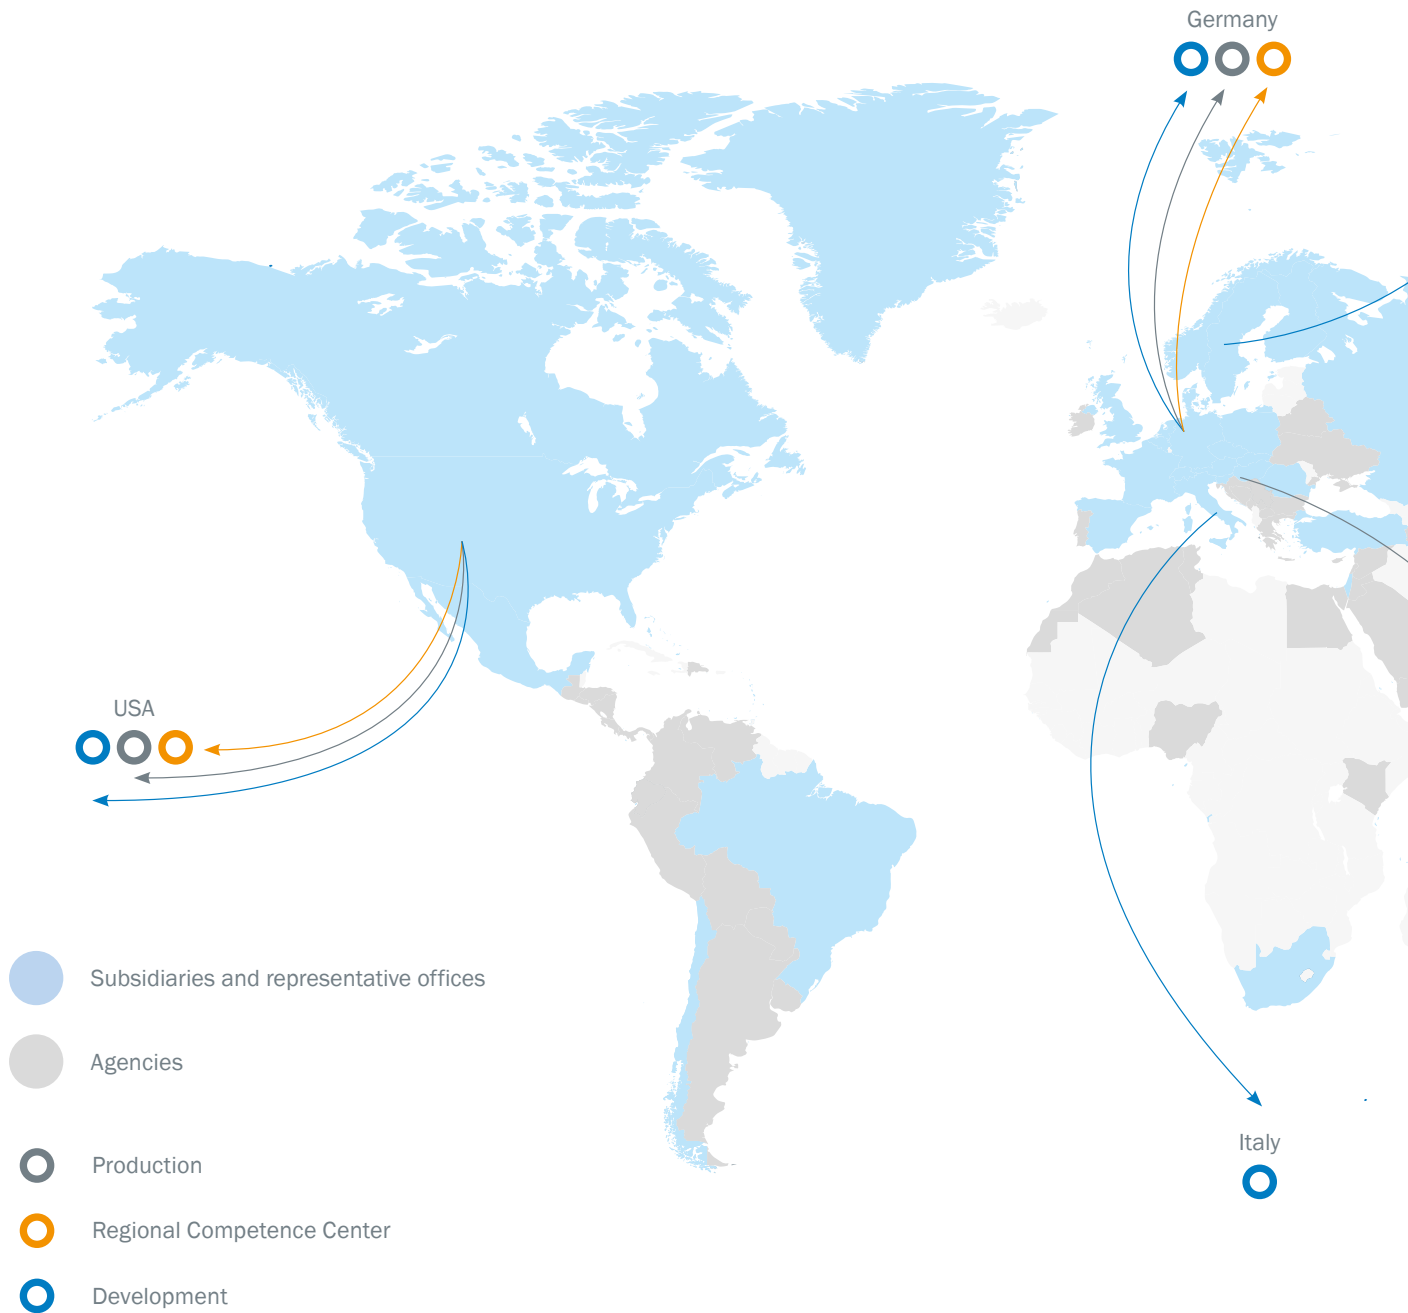 Germany
USA
Subsidiaries and representative offices
Agencies
Italy
Production
Regional Competence Center
Development